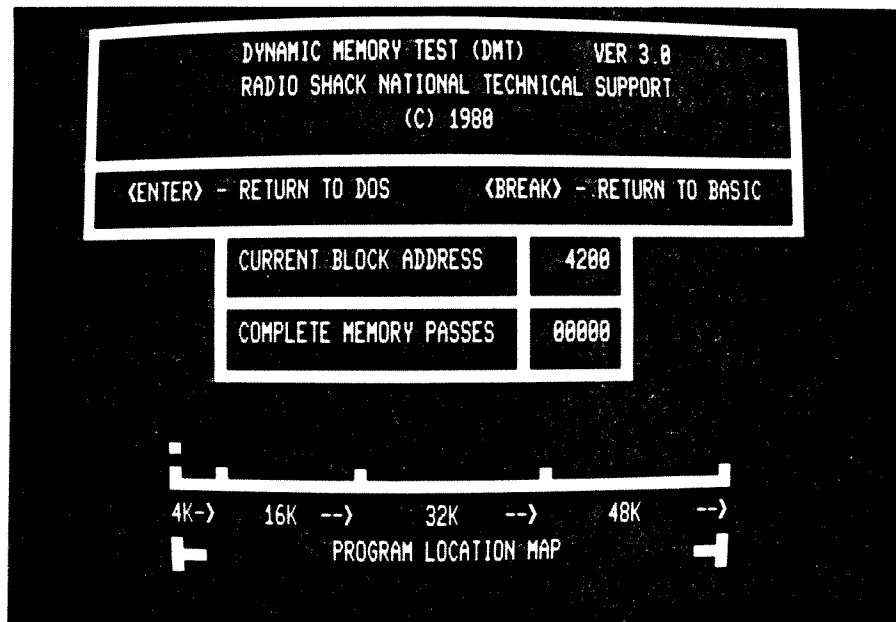 DYNAMIC MEMORY TEST (DMT) VER 3.0
RADIO SHACK NATIONAL TECHNICAL SUPPORT
(C) 1980
<ENTER> - RETURN TO DOS <BREAK> - RETURN TO BASIC
CURRENT BLOCK ADDRESS 4200
COMPLETE MEMORY PASSES 00000
4K-> 16K --> 32K --> 48K -->
PROGRAM LOCATION MAP